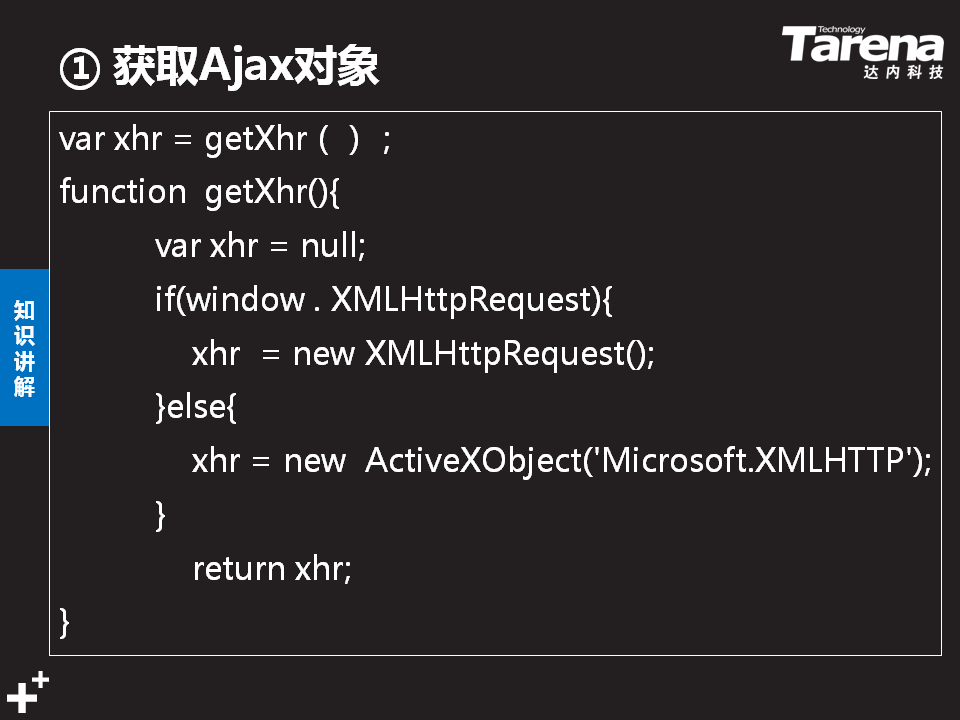 ① 获取Ajax对象
Technology
Tarena
达内科技
var xhr = getXhr ( ) ;
function getXhr(){
var xhr = null;
if(window . XMLHttpRequest){
xhr = new XMLHttpRequest();
}else{
xhr = new ActiveXObject('Microsoft.XMLHTTP');
}
return xhr;
}
知识讲解